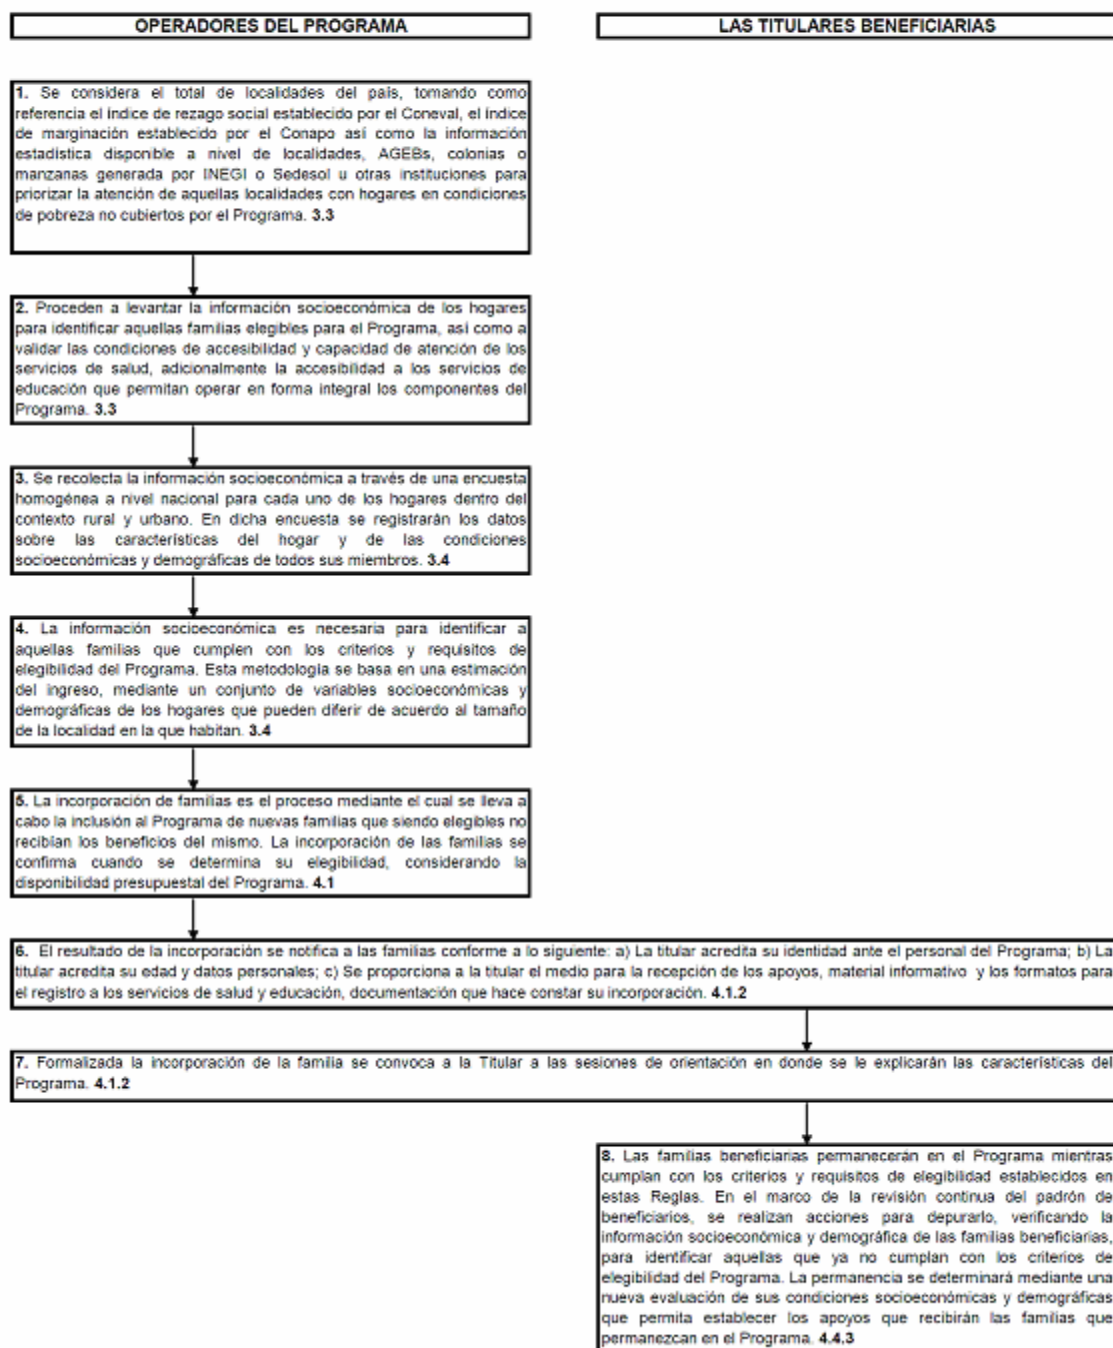 OPERADORES DEL PROGRAMA
LAS TITULARES BENEFICIARIAS
1. Se considera el total de localidades del país, tomando como
referencia el índice de rezago social establecido por el Coneval, el índice
de marginación establecido por el Conapo así como la información
estadística disponible a nivel de localidades, AGEBs, colonias o
manzanas generada por INEGI o Sedesol u otras instituciones para
priorizar la atención de aquellas localidades con hogares en condiciones
de pobreza no cubiertos por el Programa. 3.3
2. Proceden a levantar la información socioeconómica de los hogares
para identificar aquellas familias elegibles para el Programa, así como a
validar las condiciones de accesibilidad y capacidad de atención de los
servicios de salud, adicionalmente la accesibilidad a los servicios de
educación que permitan operar en forma integral los componentes del
Programa. 3.3
3. Se recolecta la información socioeconómica a través de una encuesta
homogénea a nivel nacional para cada uno de los hogares dentro del
contexto rural y urbano. En dicha encuesta se registrarán los datos
sobre las características del hogar y de las condiciones
socioeconómicas y demográficas de todos sus miembros. 3.4
4. La información socioeconómica es necesaria para identificar a
aquellas familias que cumplen con los criterios y requisitos de
elegibilidad del Programa. Esta metodología se basa en una estimación
del ingreso, mediante un conjunto de variables socioeconómicas y
demográficas de los hogares que pueden diferir de acuerdo al tamaño
de la localidad en la que habitan. 3.4
5. La incorporación de familias es el proceso mediante el cual se lleva a
cabo la inclusión al Programa de nuevas familias que siendo elegibles no
recibían los beneficios del mismo. La incorporación de las familias se
confirma cuando se determina su elegibilidad, considerando la
disponibilidad presupuestal del Programa. 4.1
6. El resultado de la incorporación se notifica a las familias conforme a lo siguiente: a) La titular acredita su identidad ante el personal del Programa; b) La
titular acredita su edad y datos personales; c) Se proporciona a la titular el medio para la recepción de los apoyos, material informativo y los formatos para
el registro a los servicios de salud y educación, documentación que hace constar su incorporación. 4.1.2
7. Formalizada la incorporación de la familia se convoca a la Titular a las sesiones de orientación en donde se le explicarán las características del
Programa. 4.1.2
8. Las familias beneficiarias permanecerán en el Programa mientras
cumplan con los criterios y requisitos de elegibilidad establecidos en
estas Reglas. En el marco de la revisión continua del padrón de
beneficiarios, se realizan acciones para depurarlo, verificando la
información socioeconómica y demográfica de las familias beneficiarias,
para identificar aquellas que ya no cumplan con los criterios de
elegibilidad del Programa. La permanencia se determinará mediante una
nueva evaluación de sus condiciones socioeconómicas y demográficas
que permita establecer los apoyos que recibirán las familias que
permanezcan en el Programa. 4.4.3